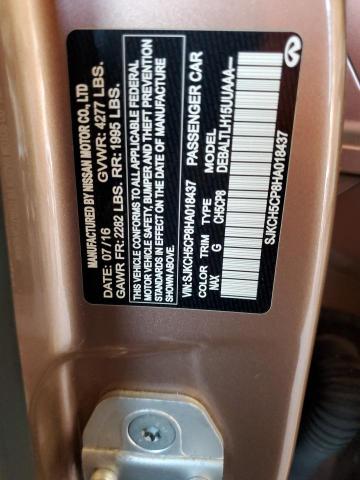 MANUFACTURED BY NISSAN MOTOR CO., LTD
DATE: 07/16 GVWR: 4277 LBS.
GAWR FR: 2282 LBS. RR: 1995 LBS.
THIS VEHICLE CONFORMS TO ALL APPLICABLE FEDERAL
MOTOR VEHICLE SAFETY, BUMPER AND THEFT PREVENTION
STANDARDS IN EFFECT ON THE DATE OF MANUFACTURE
SHOWN ABOVE.
VIN: SJKCH5CP8HA018437 PASSENGER CAR
COLOR TRIM TYPE MODEL
NAX G CH5CP8 DEBALTLH15UUAAA--
SJKCH5CP8HA018437